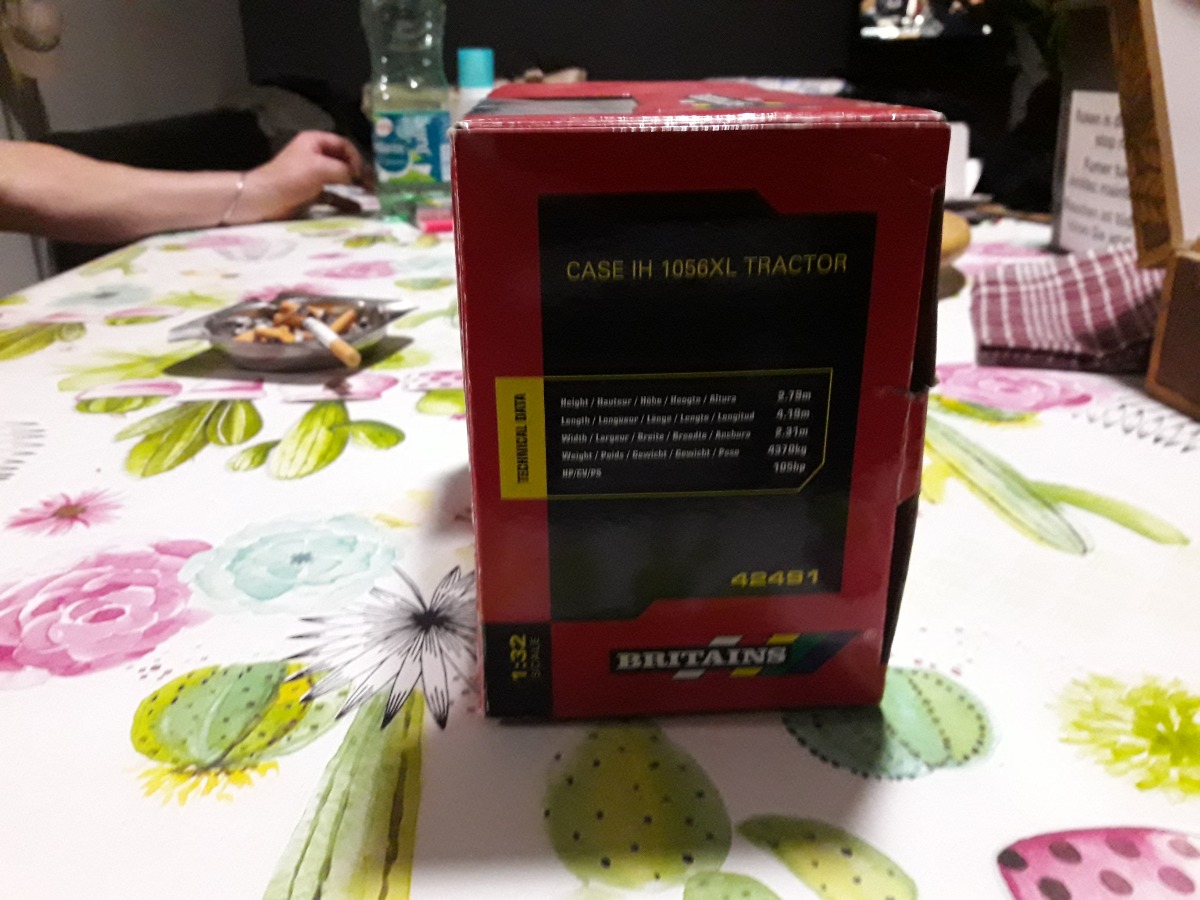 CASE IH 1056XL TRACTOR
TECHNICAL DATA
Height / Hauteur / Höhe / Hoogte / Altura 2.79m
Length / Longueur / Länge / Lengte / Longitud 4.19m
Width / Largeur / Breite / Breedte / Anchura 2.31m
Weight / Poids / Gewicht / Gewicht / Peso 4370kg
HP/CV/PS 105hp
42491
1:32
SCALE
BRITAINS
BRITAINS
Fumer